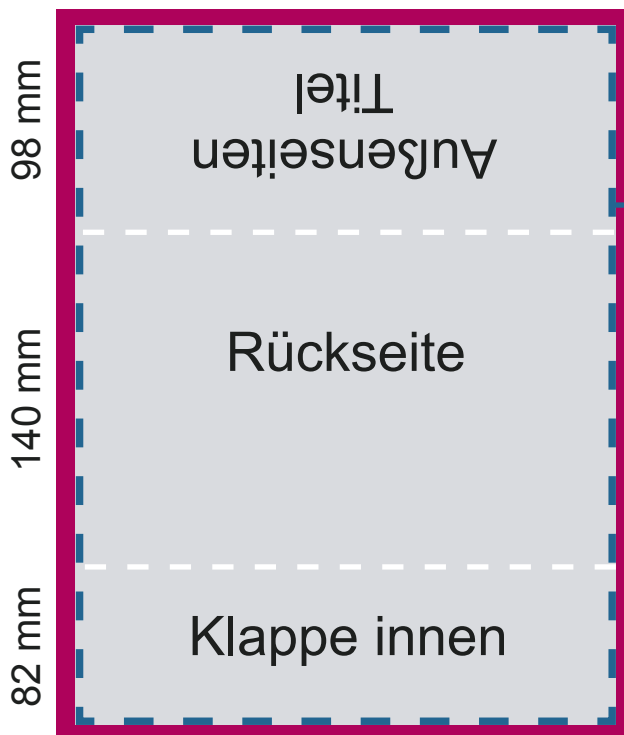 98 mm
Außenseiten
Titel
140 mm
Rückseite
82 mm
Klappe innen